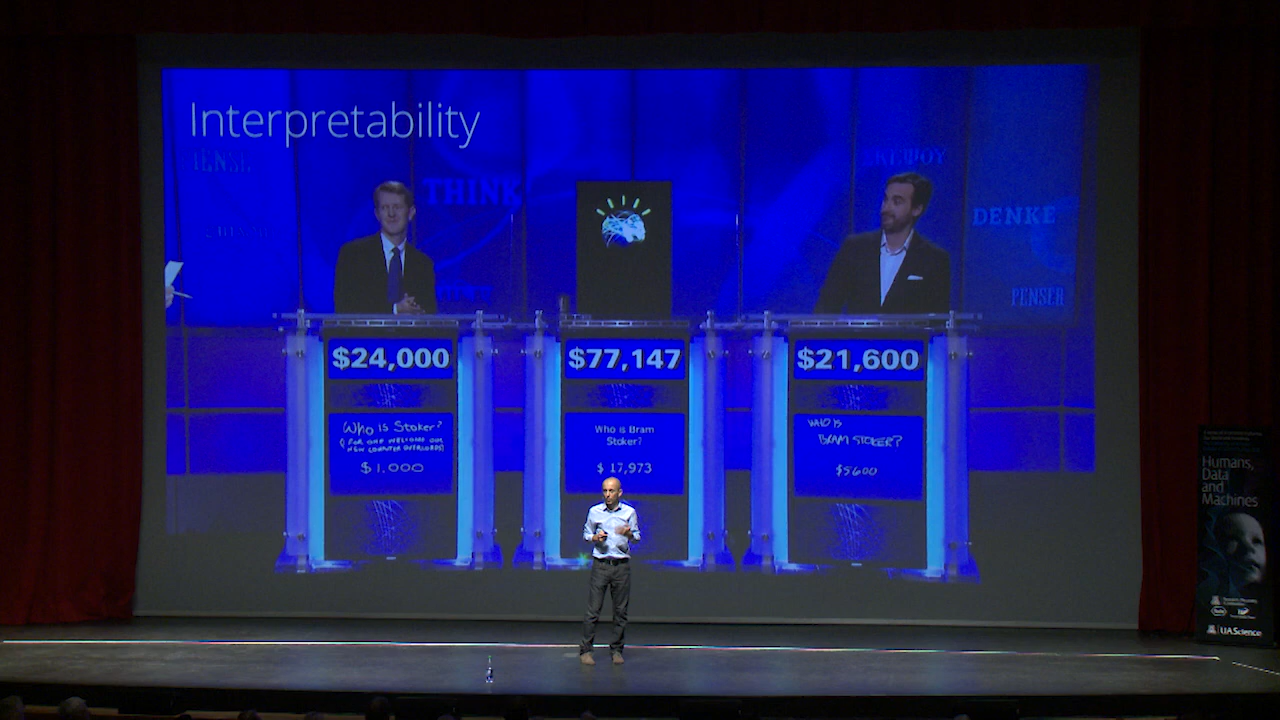 Interpretability
THINK
DENKE
PENSER
$24,000
$77,147
$21,600
Who is Stoker?
(I FOR ONE WELCOME OUR
NEW COMPUTER OVERLORDS)
$1,000
Who is Bram
Stoker?
$ 17,973
WHO IS
BRAM STOKER?
$5600
Humans,
Data
and
Machines
UAScience